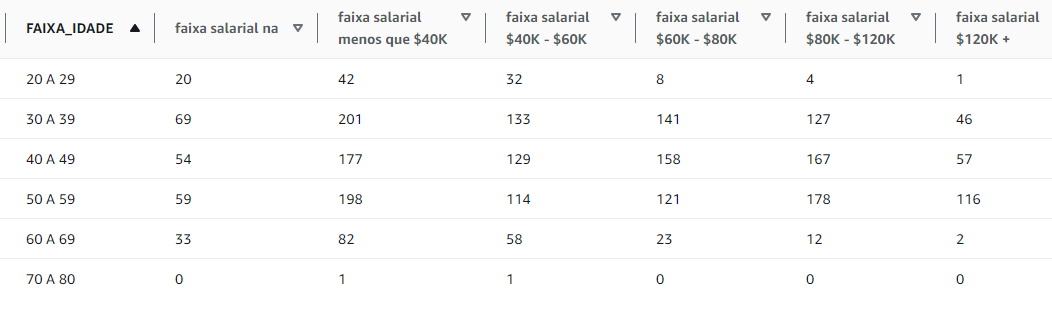 FAIXA_IDADE faixa salarial na faixa salarial menos que $40K faixa salarial $40K - $60K faixa salarial $60K - $80K faixa salarial $80K - $120K faixa salarial $120K +
20 A 29 20 42 32 8 4 1
30 A 39 69 201 133 141 127 46
40 A 49 54 177 129 158 167 57
50 A 59 59 198 114 121 178 116
60 A 69 33 82 58 23 12 2
70 A 80 0 1 1 0 0 0